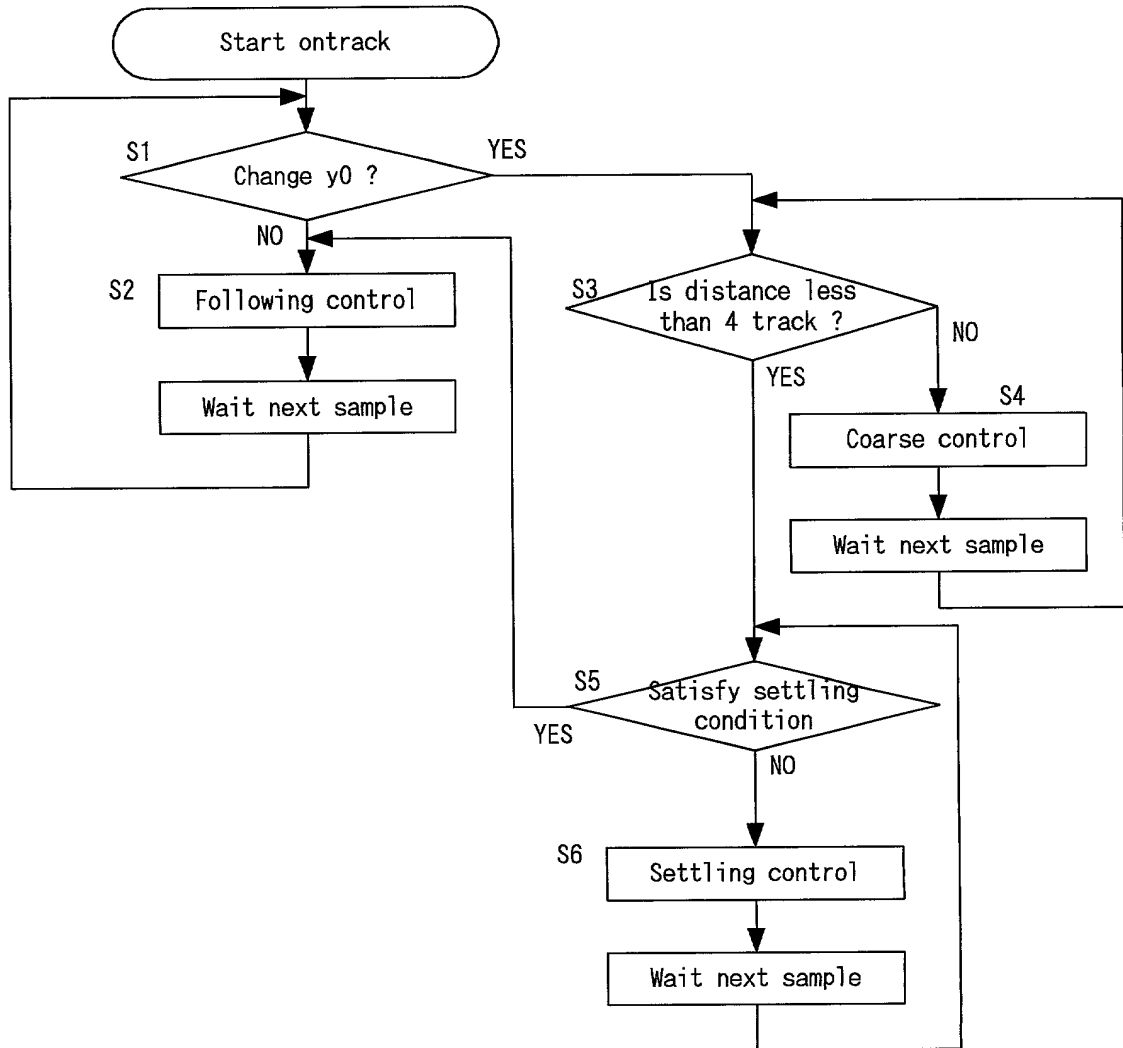 Start ontrack
S1
Change y0 ?
YES
NO
S2
Following control
Wait next sample
S3
Is distance less
than 4 track ?
NO
YES
S4
Coarse control
Wait next sample
S5
Satisfy settling
condition
YES
NO
S6
Settling control
Wait next sample